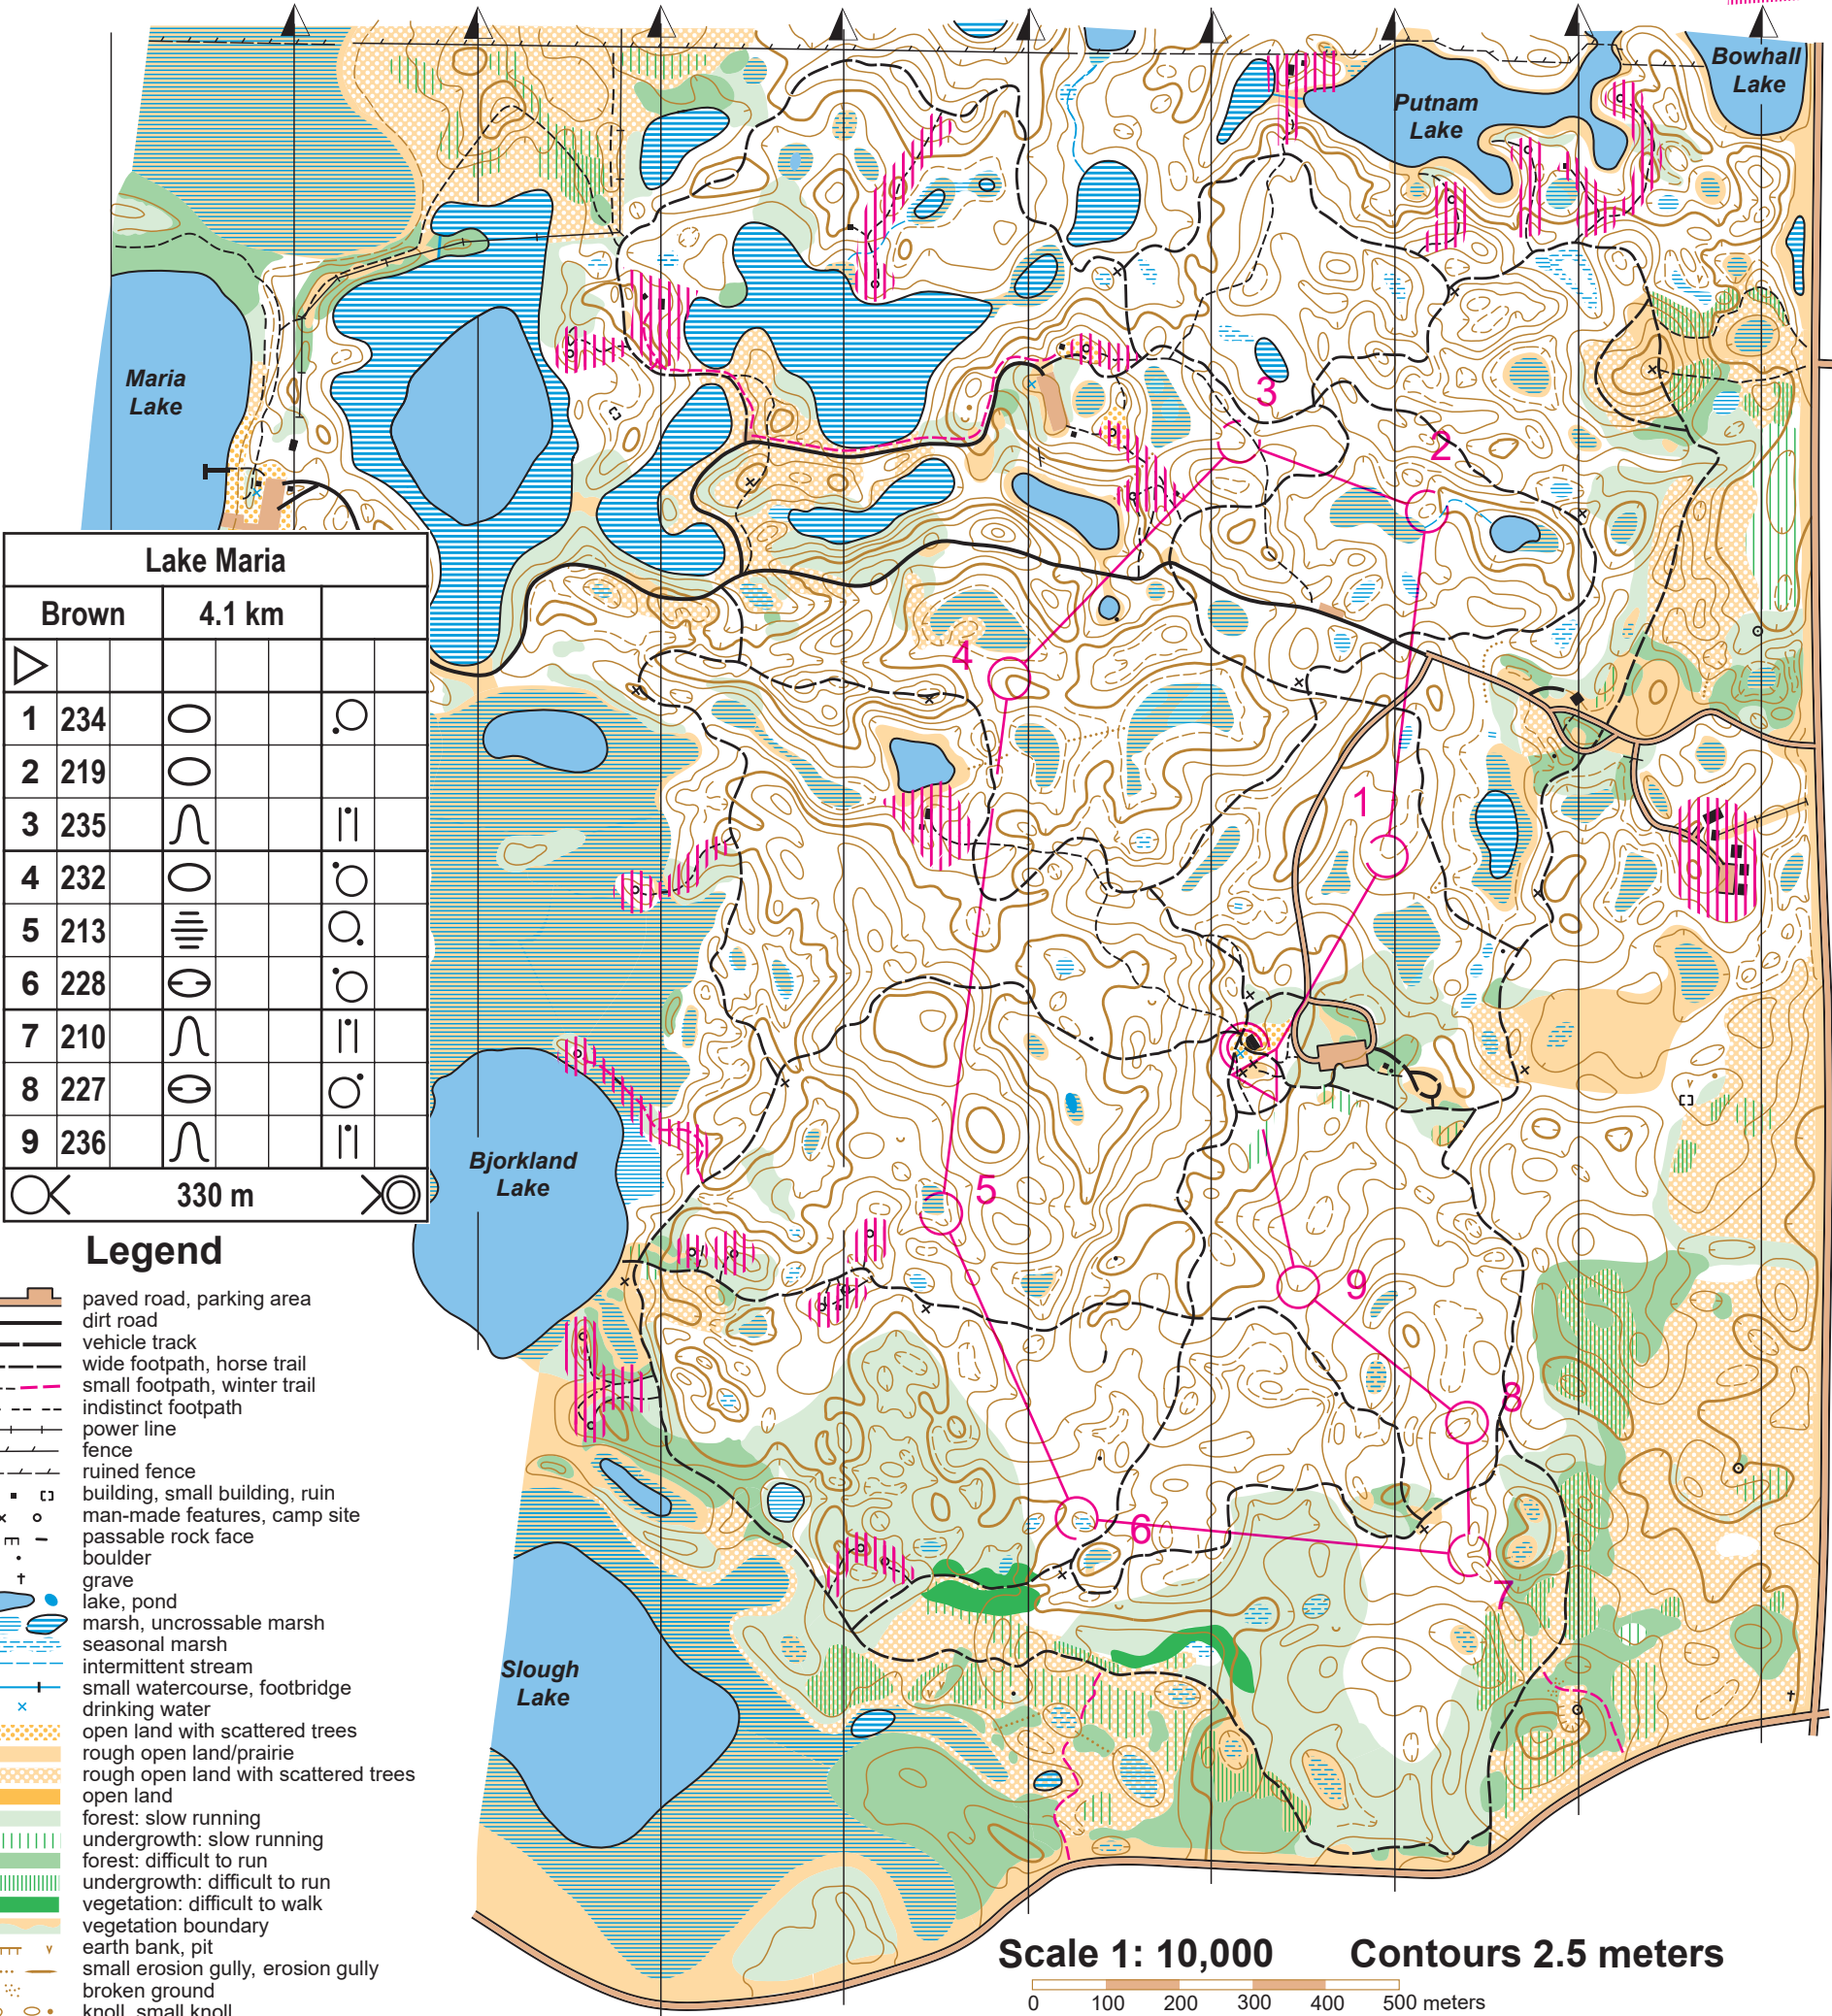 Bowhall
Lake
Putnam
Lake
Maria
Lake
3
2
4
1
5
9
8
6
7
Lake Maria
Brown 4.1 km
1 234
2 219
3 235
4 232
5 213
6 228
7 210
8 227
9 236
330 m
Bjorkland
Lake
Slough
Lake
Legend
paved road, parking area
dirt road
vehicle track
wide footpath, horse trail
small footpath, winter trail
indistinct footpath
power line
fence
ruined fence
building, small building, ruin
man-made features, camp site
passable rock face
boulder
grave
lake, pond
marsh, uncrossable marsh
seasonal marsh
intermittent stream
small watercourse, footbridge
drinking water
open land with scattered trees
rough open land/prairie
rough open land with scattered trees
open land
forest: slow running
undergrowth: slow running
forest: difficult to run
undergrowth: difficult to run
vegetation: difficult to walk
vegetation boundary
earth bank, pit
small erosion gully, erosion gully
broken ground
knoll, small knoll
Scale 1: 10,000 Contours 2.5 meters
0 100 200 300 400 500 meters